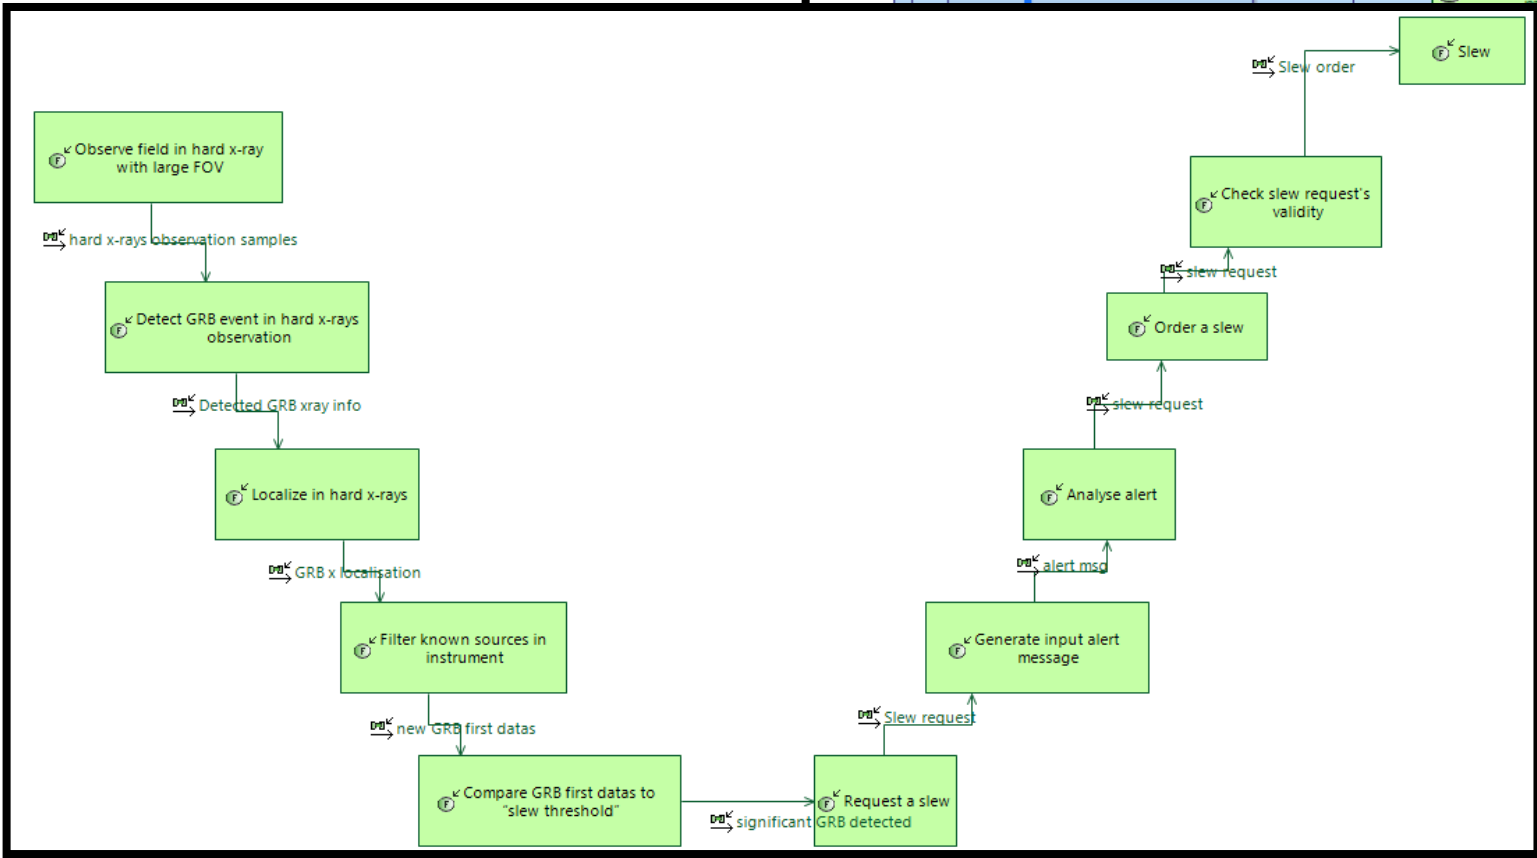 Slew
Slew order
Observe field in hard x-ray
with large FOV
Check slew request's
validity
hard x-rays observation samples
slew request
Detect GRB event in hard x-rays
observation
Order a slew
Detected GRB xray info
slew request
Localize in hard x-rays
Analyse alert
GRB x localisation
alert msg
Filter known sources in
instrument
Generate input alert
message
new GRB first datas
Slew request
Compare GRB first datas to
"slew threshold"
Request a slew
significant GRB detected
F
F
F
F
F
F
F
F
F
F
F